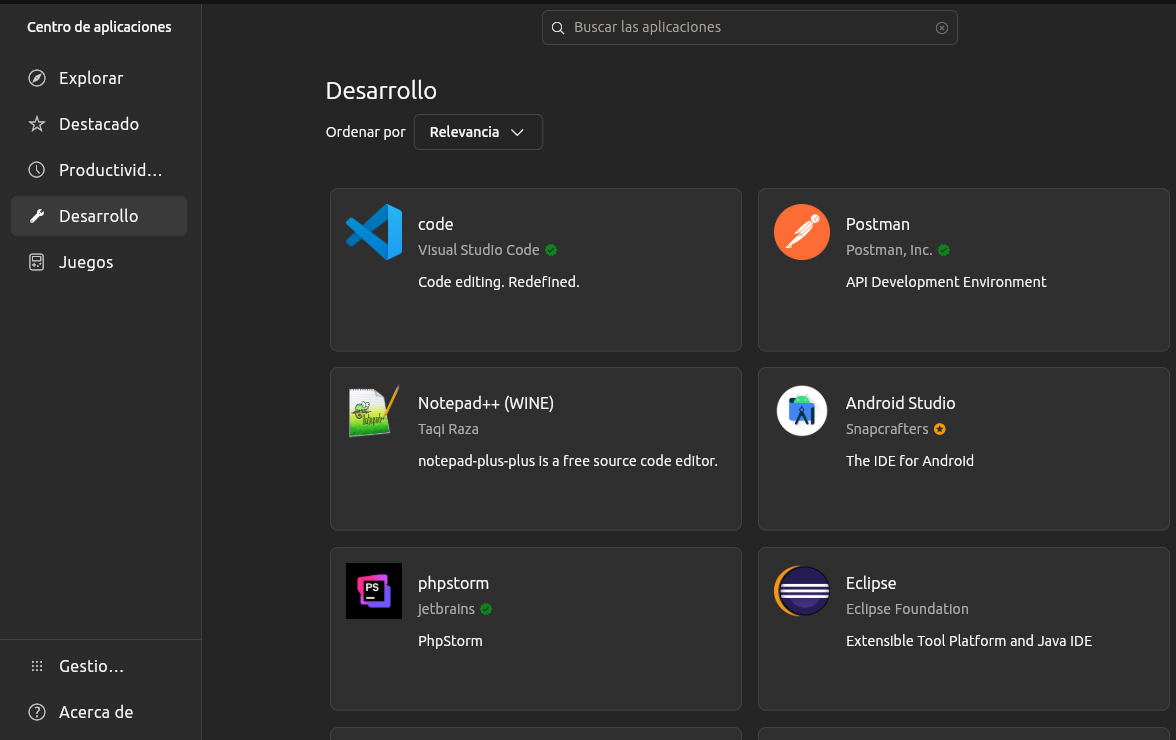 Centro de aplicaciones
Buscar las aplicaciones
Explorar
Destacado
Productivid…
Desarrollo
Juegos
Gestio…
Acerca de
Desarrollo
Ordenar por Relevancia
code
Visual Studio Code
Code editing. Redefined.
Postman
Postman, Inc.
API Development Environment
Notepad++ (WINE)
Taqi Raza
notepad-plus-plus is a free source code editor.
Android Studio
Snapcrafters
The IDE for Android
PS
phpstorm
jetbrains
PhpStorm
Eclipse
Eclipse Foundation
Extensible Tool Platform and Java IDE